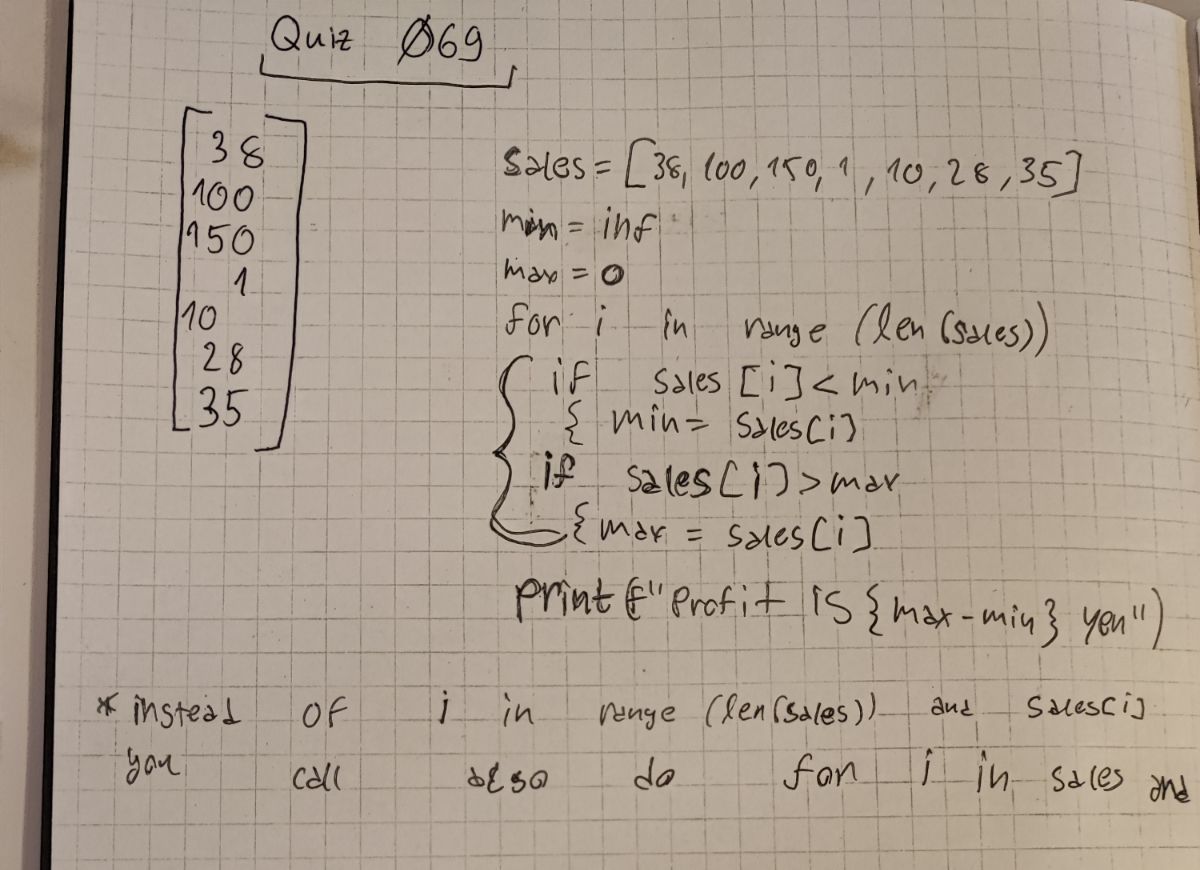 Quiz Ø69
38
100
150
1
10
28
35
sales = [38, 100, 150, 1, 10, 28, 35]
min = inf
max = 0
for i in range (len (sales))
if sales [i] < min
{ min = sales[i]
if sales [i] > max
{ max = sales[i]
print f" Profit is {max-min} yen")
* instead of i in range (len(sales)) and sales[i]
you call also do for i in sales and